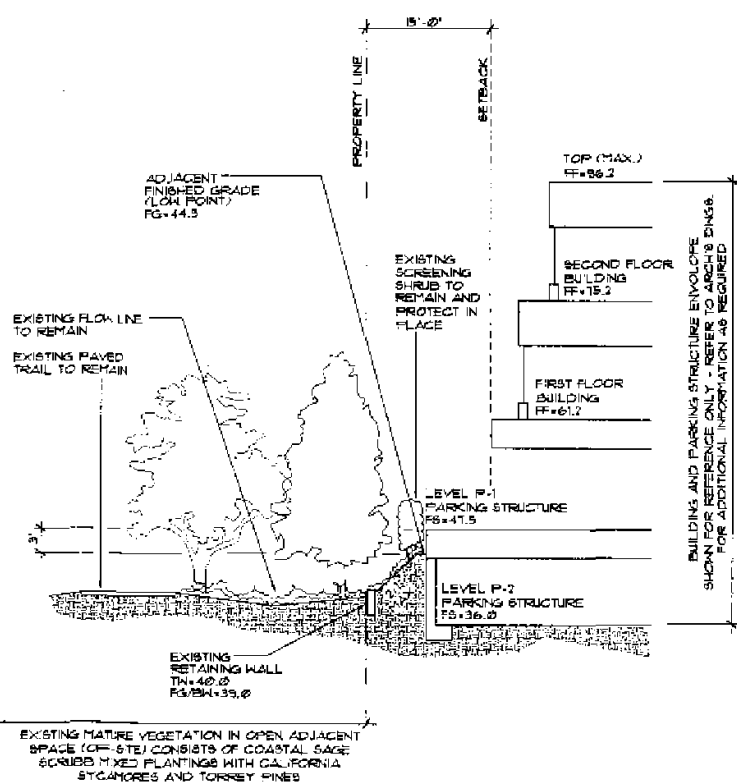 15'-0"
PROPERTY LINE
SETBACK
TOP (MAX.)
FF=86.2
ADJACENT
FINISHED GRADE
(LOW POINT)
FG=44.5
EXISTING
SCREENING
SHRUB TO
REMAIN AND
PROTECT IN
PLACE
SECOND FLOOR
BUILDING
FF=75.2
EXISTING FLOW LINE
TO REMAIN
EXISTING PAVED
TRAIL TO REMAIN
FIRST FLOOR
BUILDING
FF=61.2
BUILDING AND PARKING STRUCTURE ENVOLOPE
SHOWN FOR REFERENCE ONLY - REFER TO ARCH'S DWGS.
FOR ADDITIONAL INFORMATION AS REQUIRED
LEVEL P-1
PARKING STRUCTURE
FS=47.5
3'
LEVEL P-2
PARKING STRUCTURE
FS=36.0
EXISTING
RETAINING WALL
TW=40.0
FG/BW=39.0
EXISTING MATURE VEGETATION IN OPEN ADJACENT
SPACE (OFF-SITE) CONSISTS OF COASTAL SAGE
SCRUBB MIXED PLANTINGS WITH CALIFORNIA
SYCAMORES AND TORREY PINES